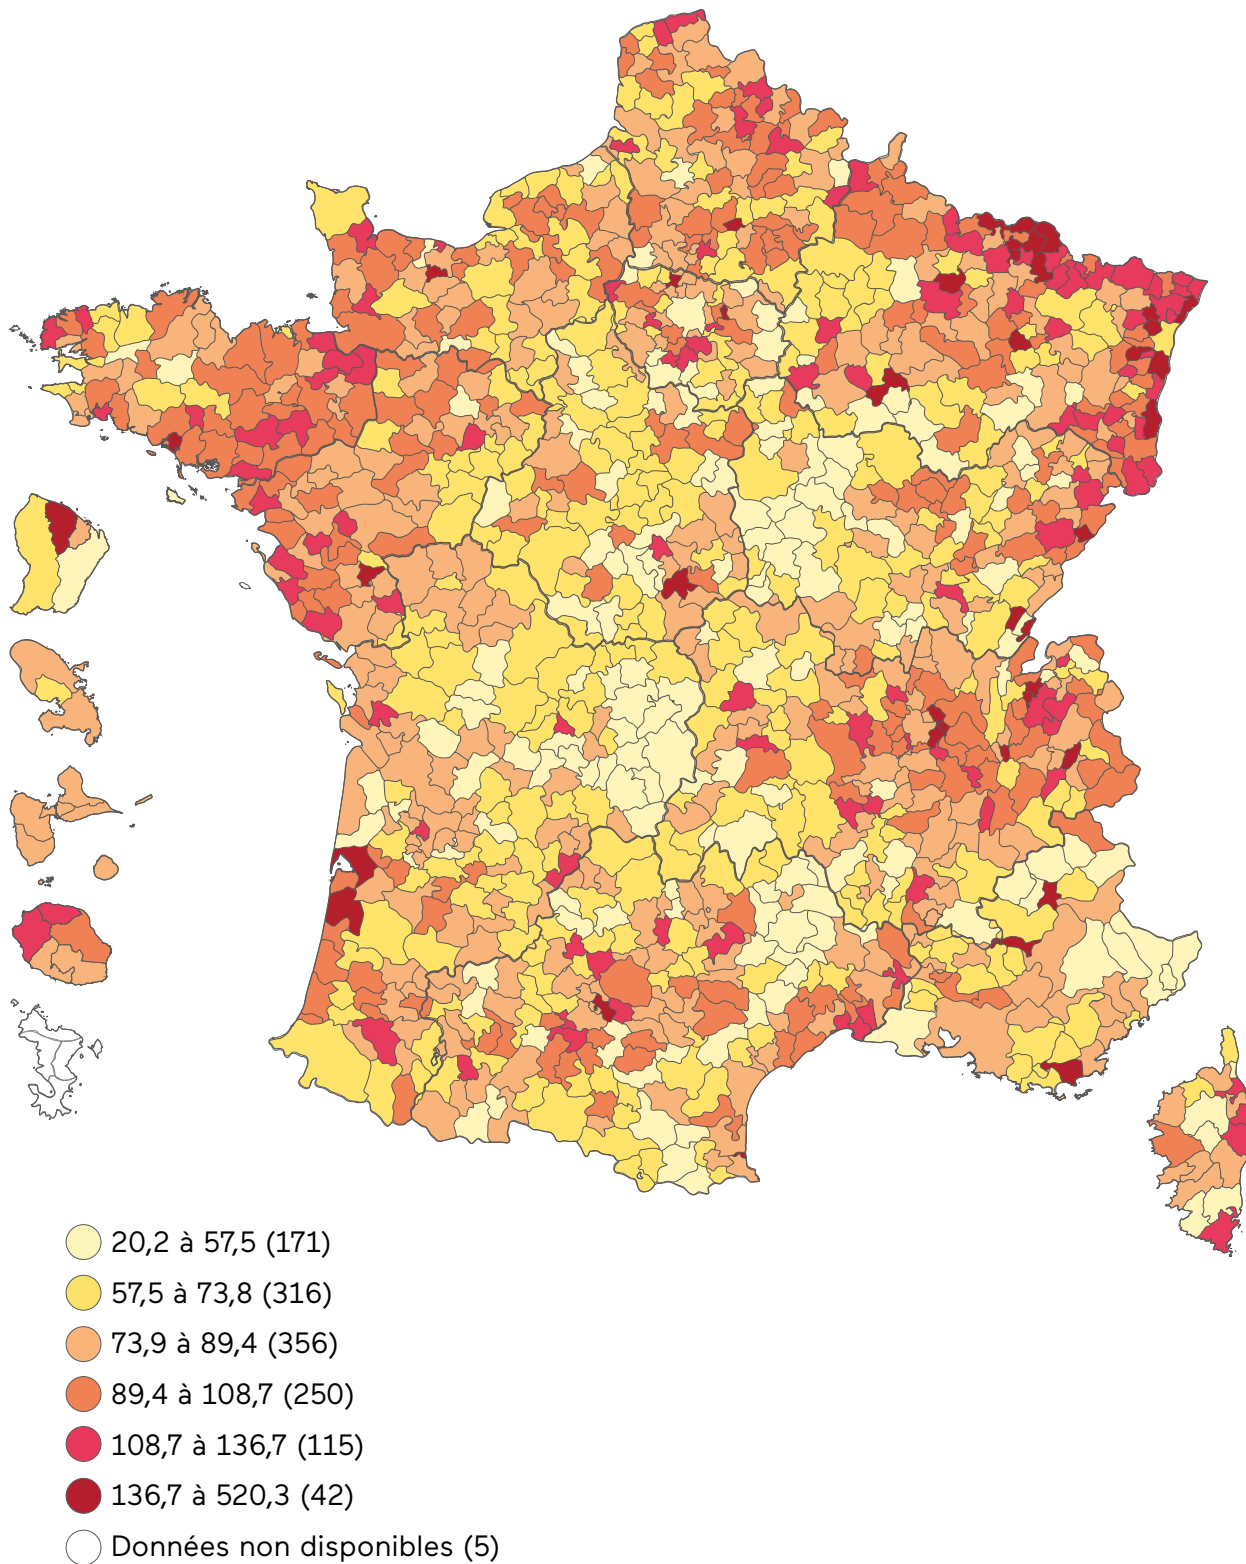 20,2 à 57,5 (171)
57,5 à 73,8 (316)
73,9 à 89,4 (356)
89,4 à 108,7 (250)
108,7 à 136,7 (115)
136,7 à 520,3 (42)
Données non disponibles (5)